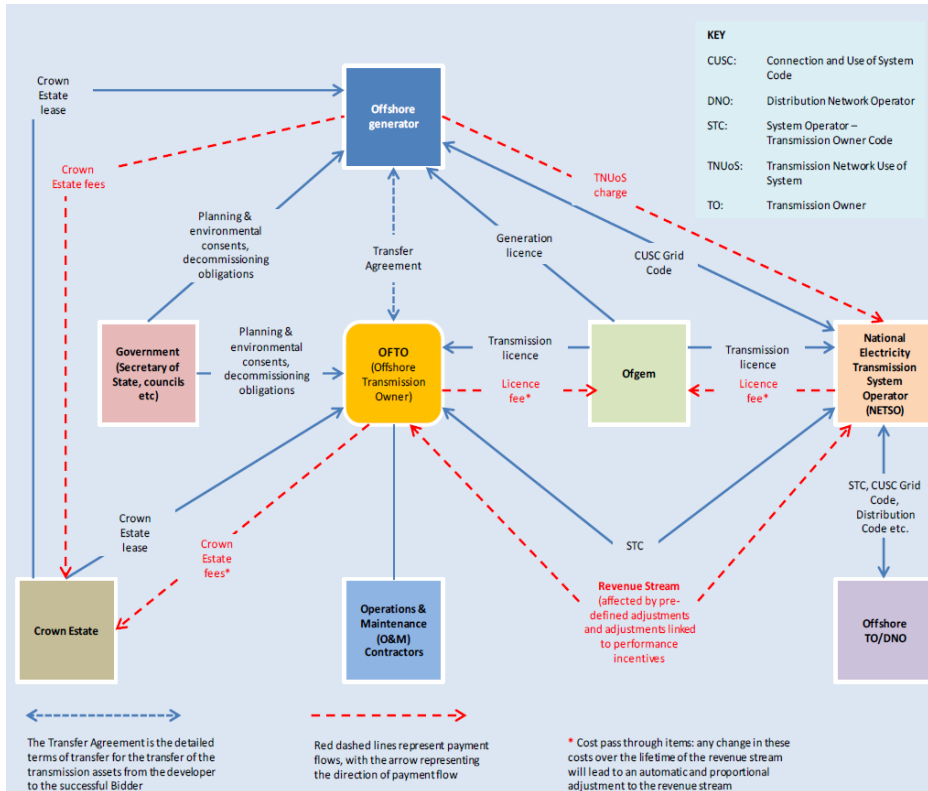 KEY
CUSC: Connection and Use of System
Code
DNO: Distribution Network Operator
STC: System Operator –
Transmission Owner Code
TNUoS: Transmission Network Use of
System
TO: Transmission Owner
Crown
Estate
lease
Offshore
generator
Crown
Estate fees
TNUoS
charge
Planning &
environmental
consents,
decommissioning
obligations
Transfer
Agreement
Generation
licence
CUSC Grid
Code
Government
(Secretary of
State, councils
etc)
Planning &
environmental
consents,
decommissioning
obligations
OFTO
(Offshore
Transmission
Owner)
Transmission
licence
Licence
fee*
Ofgem
Transmission
licence
Licence
fee*
National
Electricity
Transmission
System
Operator
(NETSO)
STC, CUSC Grid
Code,
Distribution
Code etc.
Crown
Estate
lease
Crown
Estate
fees*
STC
Revenue Stream
(affected by pre-
defined adjustments
and adjustments linked
to performance
incentives
Crown Estate
Operations &
Maintenance
(O&M)
Contractors
Offshore
TO/DNO
The Transfer Agreement is the detailed
terms of transfer for the transfer of the
transmission assets from the developer
to the successful Bidder
Red dashed lines represent payment
flows, with the arrow representing
the direction of payment flow
* Cost pass through items: any change in these
costs over the lifetime of the revenue stream
will lead to an automatic and proportional
adjustment to the revenue stream